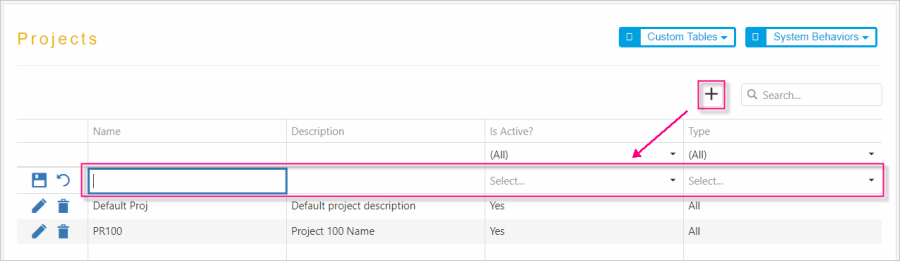 Projects
Custom Tables
System Behaviors
Search...
Name Description Is Active? Type
(All) (All)
Select... Select...
Default Proj Default project description Yes All
PR100 Project 100 Name Yes All